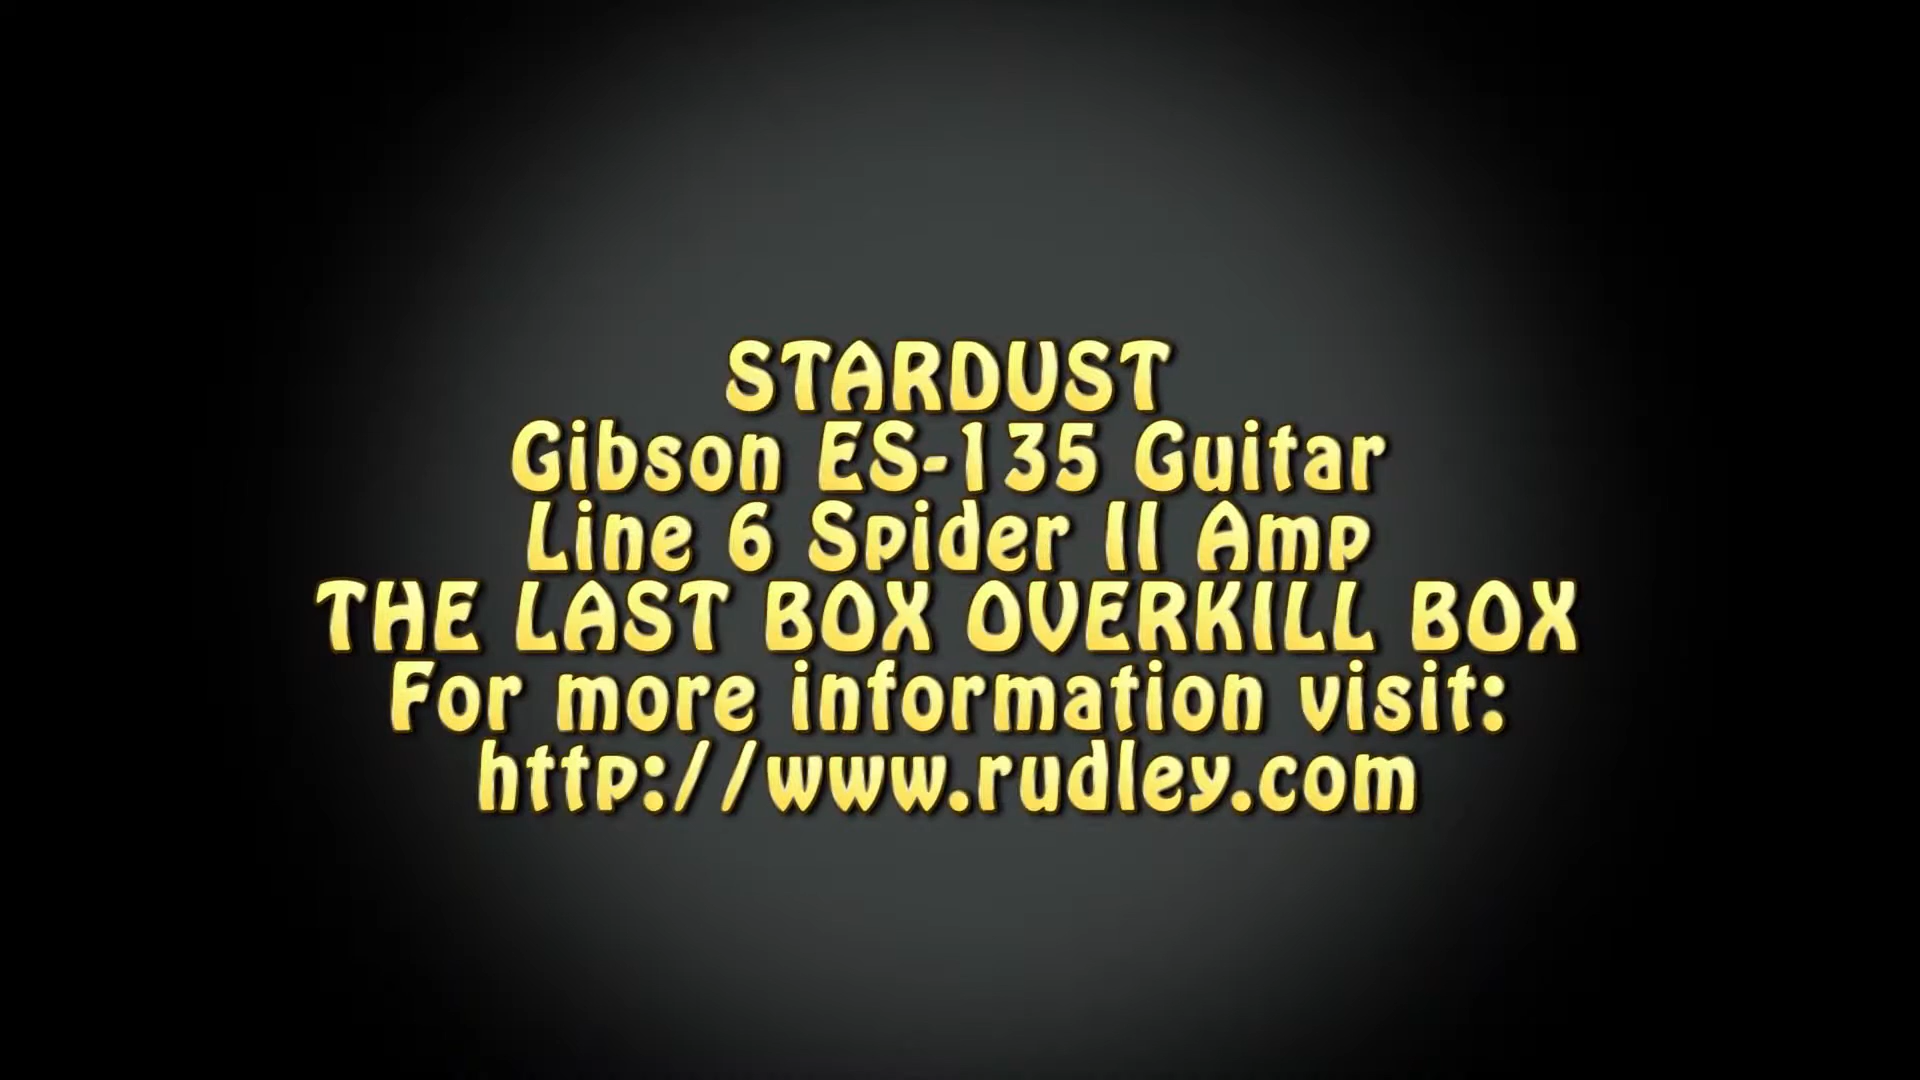 STARDUST
Gibson ES-135 Guitar
Line 6 Spider II Amp
THE LAST BOX OVERKILL BOX
For more information visit:
http://www.rudley.com